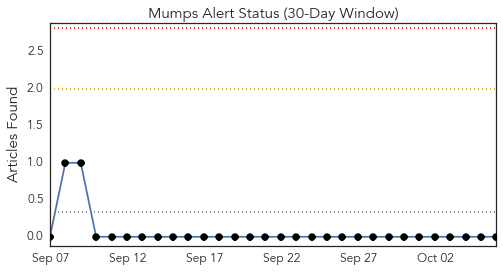 Mumps Alert Status (30-Day Window)
Articles Found
2.5
2.0
1.5
1.0
0.5
0.0
Sep 07 Sep 12 Sep 17 Sep 22 Sep 27 Oct 02